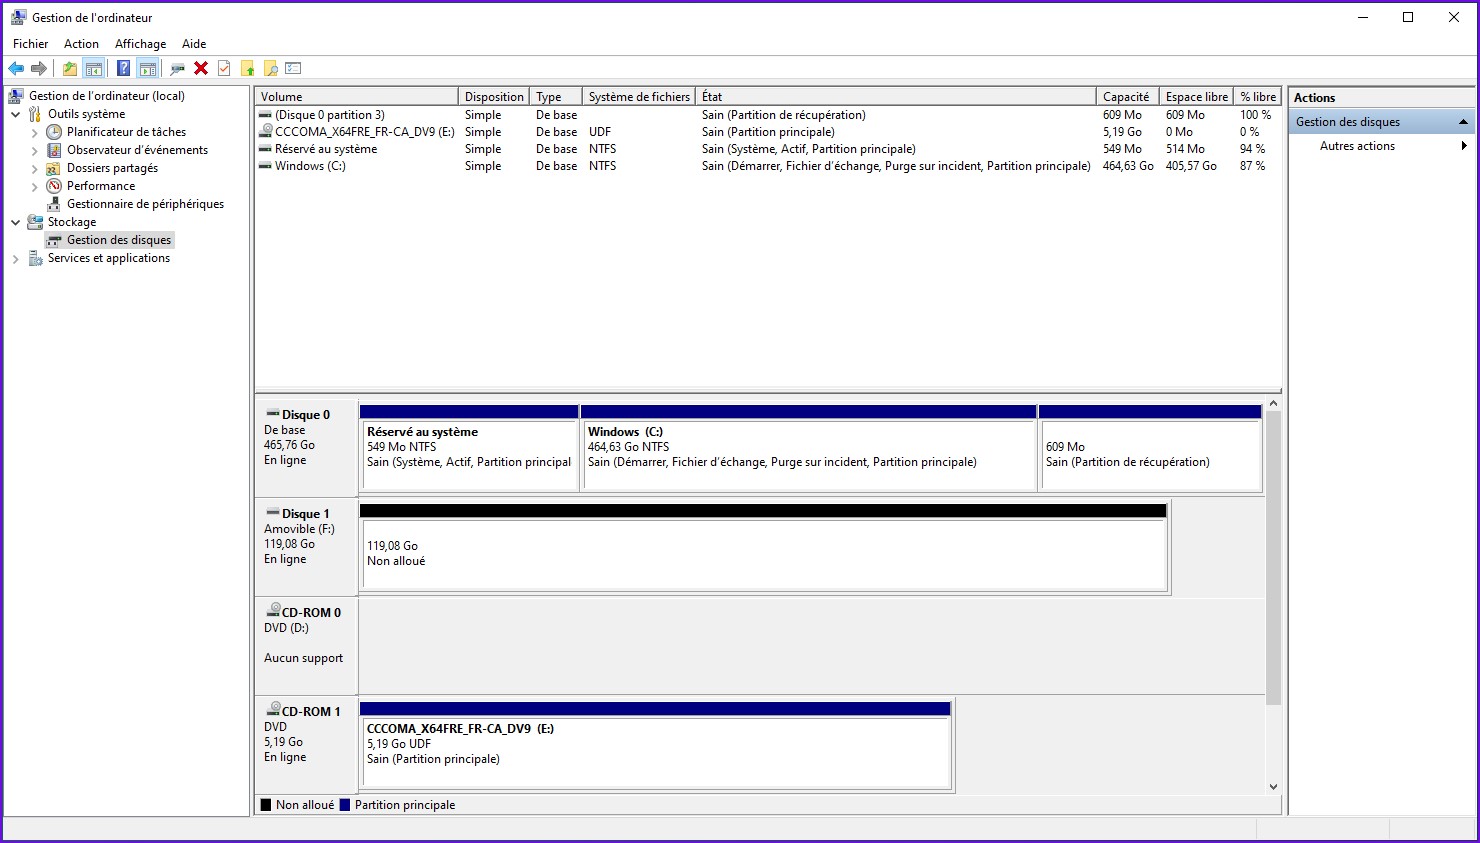 Gestion de l'ordinateur
Fichier Action Affichage Aide
Gestion de l'ordinateur (local)
Outils système
Planificateur de tâches
Observateur d'événements
Dossiers partagés
Performance
Gestionnaire de périphériques
Stockage
Gestion des disques
Services et applications
Volume Disposition Type Système de fichiers État Capacité Espace libre % libre
(Disque 0 partition 3) Simple De base Sain (Partition de récupération) 609 Mo 609 Mo 100 %
CCCOMA_X64FRE_FR-CA_DV9 (E:) Simple De base UDF Sain (Partition principale) 5,19 Go 0 Mo 0 %
Réservé au système Simple De base NTFS Sain (Système, Actif, Partition principale) 549 Mo 514 Mo 94 %
Windows (C:) Simple De base NTFS Sain (Démarrer, Fichier d'échange, Purge sur incident, Partition principale) 464,63 Go 405,57 Go 87 %
Disque 0
De base
465,76 Go
En ligne
Réservé au système
549 Mo NTFS
Sain (Système, Actif, Partition principal
Windows (C:)
464,63 Go NTFS
Sain (Démarrer, Fichier d'échange, Purge sur incident, Partition principale)
609 Mo
Sain (Partition de récupération)
Disque 1
Amovible (F:)
119,08 Go
En ligne
119,08 Go
Non alloué
CD-ROM 0
DVD (D:)
Aucun support
CD-ROM 1
DVD
5,19 Go
En ligne
CCCOMA_X64FRE_FR-CA_DV9 (E:)
5,19 Go UDF
Sain (Partition principale)
Non alloué Partition principale
Actions
Gestion des disques
Autres actions